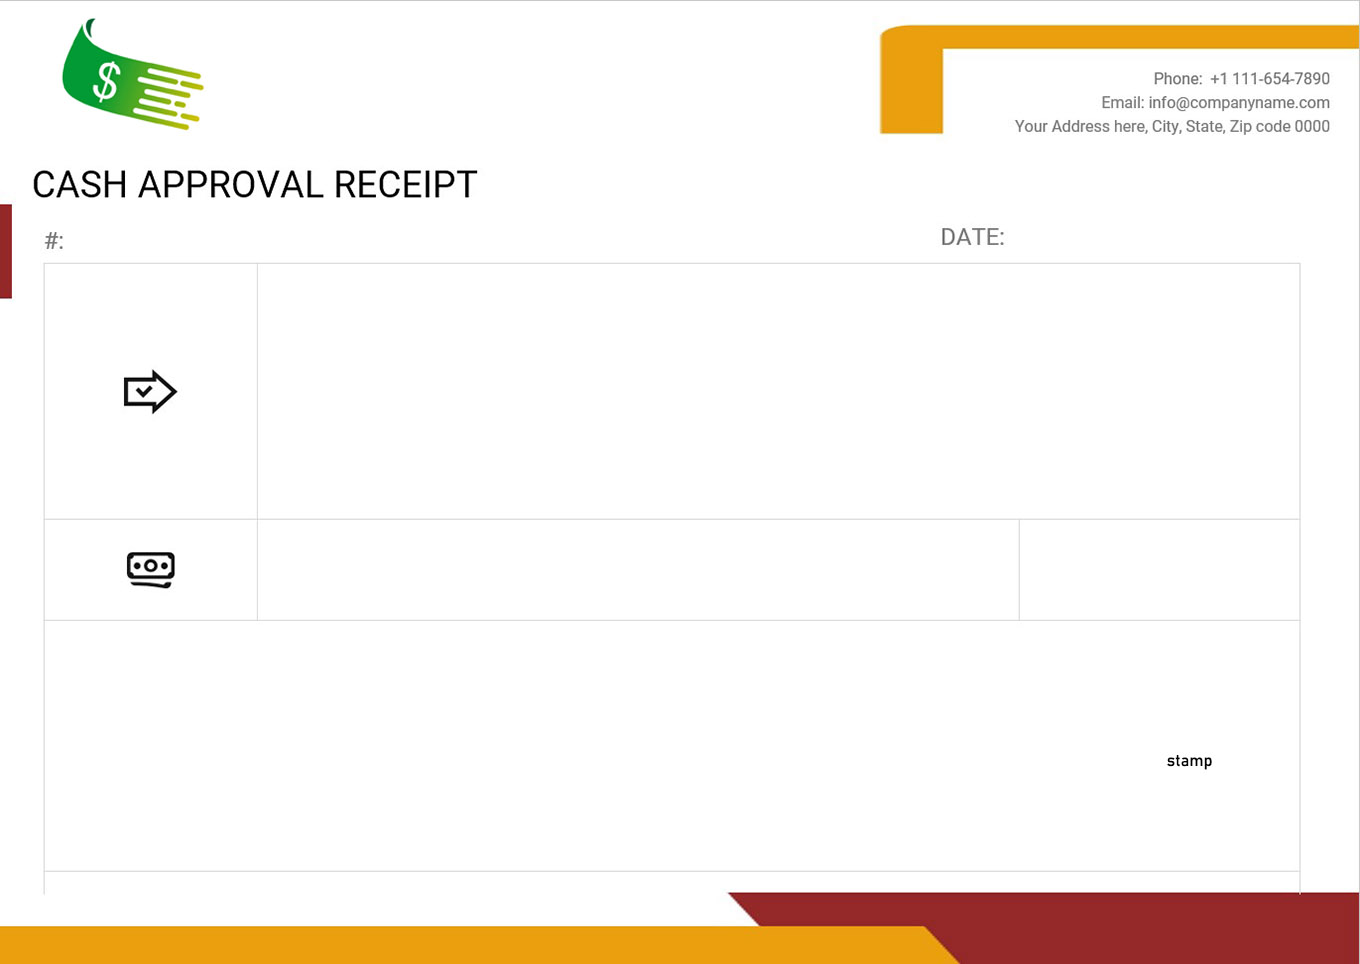 $
Phone: +1 111-654-7890
Email: info@companyname.com
Your Address here, City, State, Zip code 0000
CASH APPROVAL RECEIPT
#:
DATE:
stamp